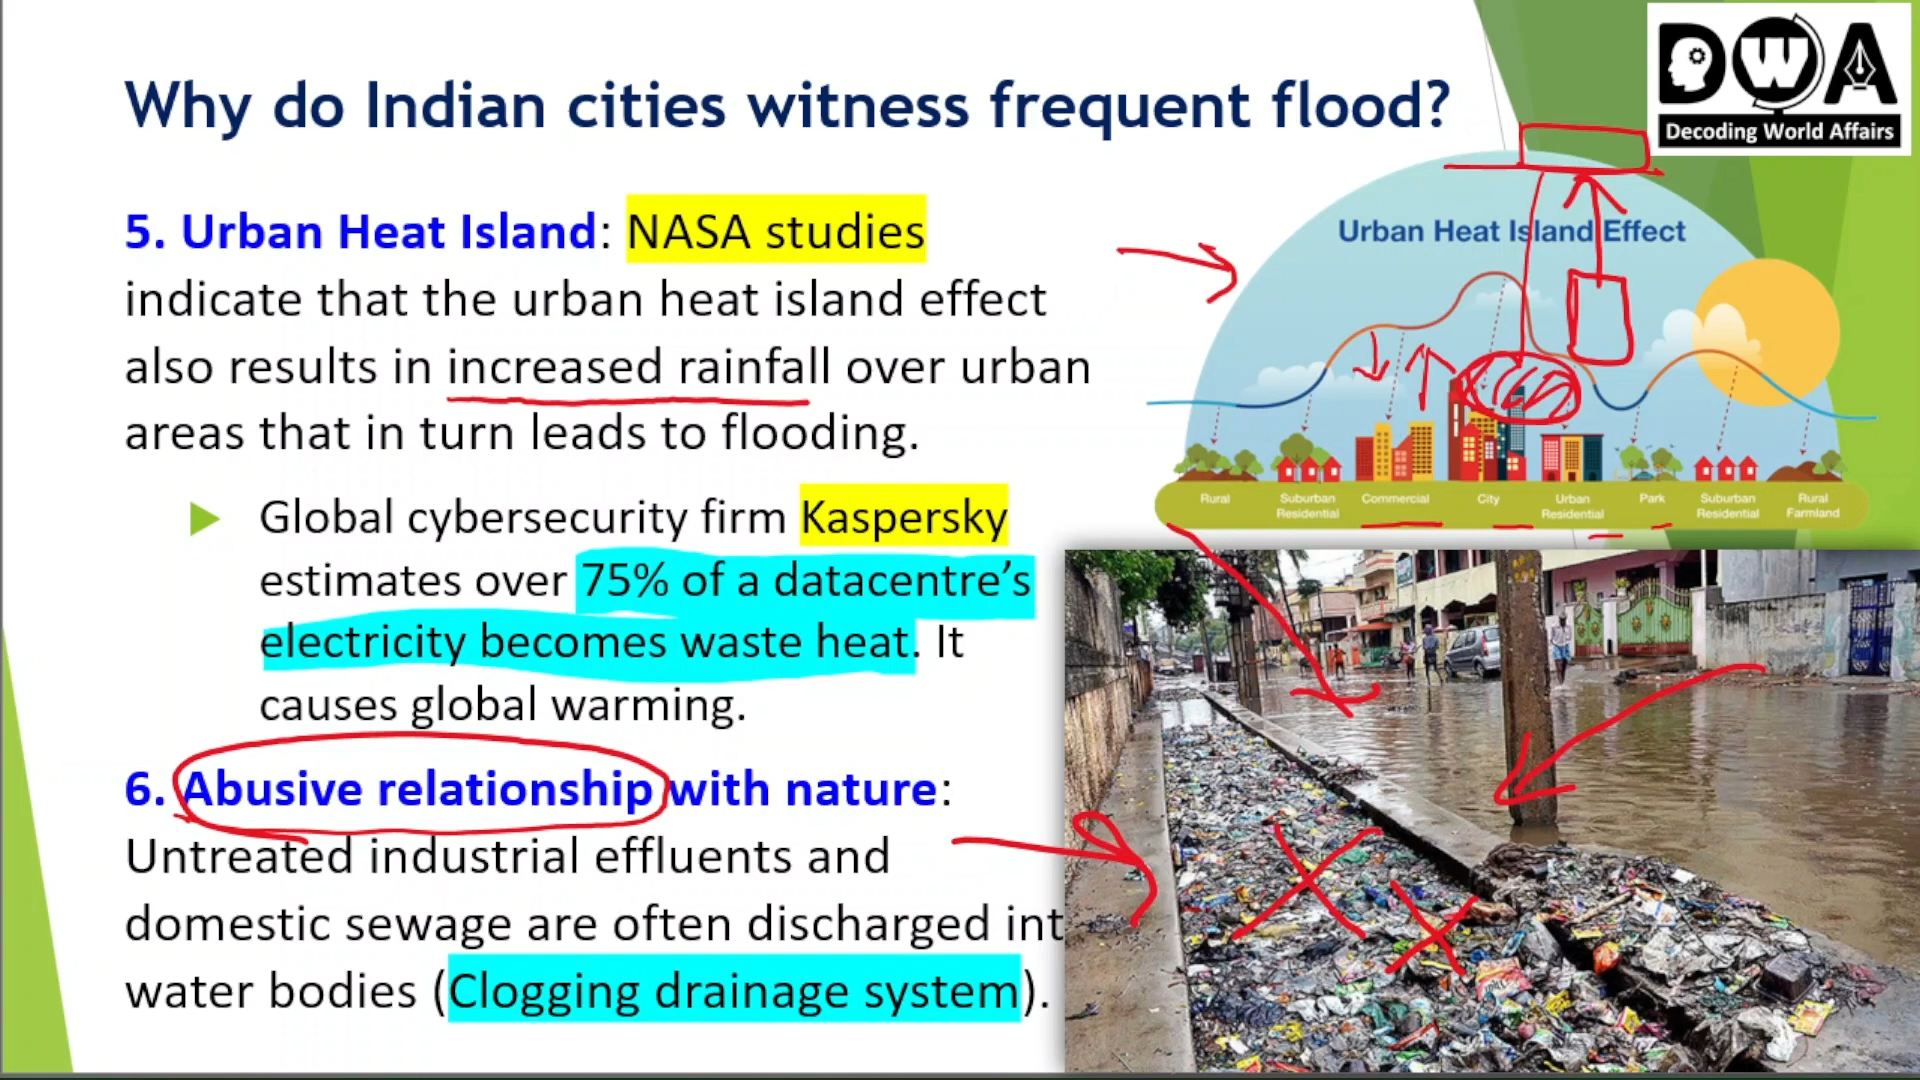 DWA
Decoding World Affairs
Why do Indian cities witness frequent flood?
5. Urban Heat Island: NASA studies
indicate that the urban heat island effect
also results in increased rainfall over urban
areas that in turn leads to flooding.
Global cybersecurity firm Kaspersky
estimates over 75% of a datacentre's
electricity becomes waste heat. It
causes global warming.
6. Abusive relationship with nature:
Untreated industrial effluents and
domestic sewage are often discharged int
water bodies (Clogging drainage system).
Urban Heat Island Effect
Rural
Suburban
Residential
Commercial
City
Urban
Residential
Park
Suburban
Residential
Rural
Farmland